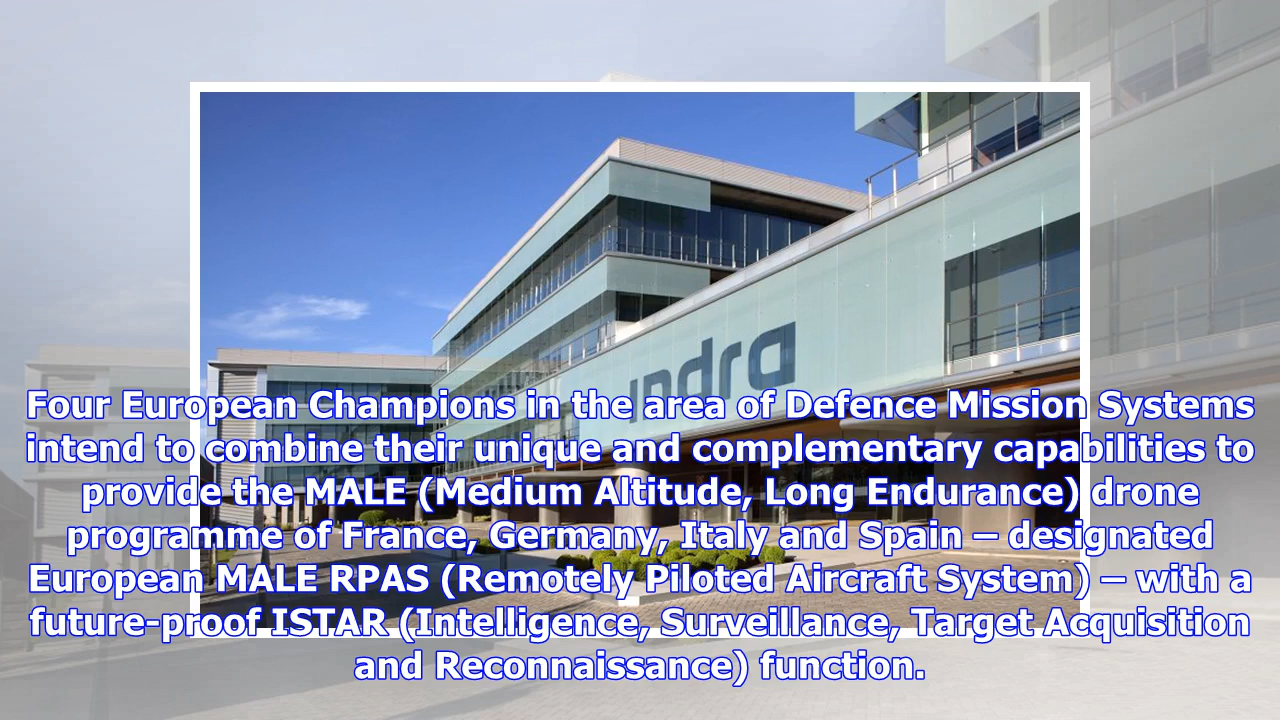 indra
Four European Champions in the area of Defence Mission Systems
intend to combine their unique and complementary capabilities to
provide the MALE (Medium Altitude, Long Endurance) drone
programme of France, Germany, Italy and Spain – designated
European MALE RPAS (Remotely Piloted Aircraft System) – with a
future-proof ISTAR (Intelligence, Surveillance, Target Acquisition
and Reconnaissance) function.